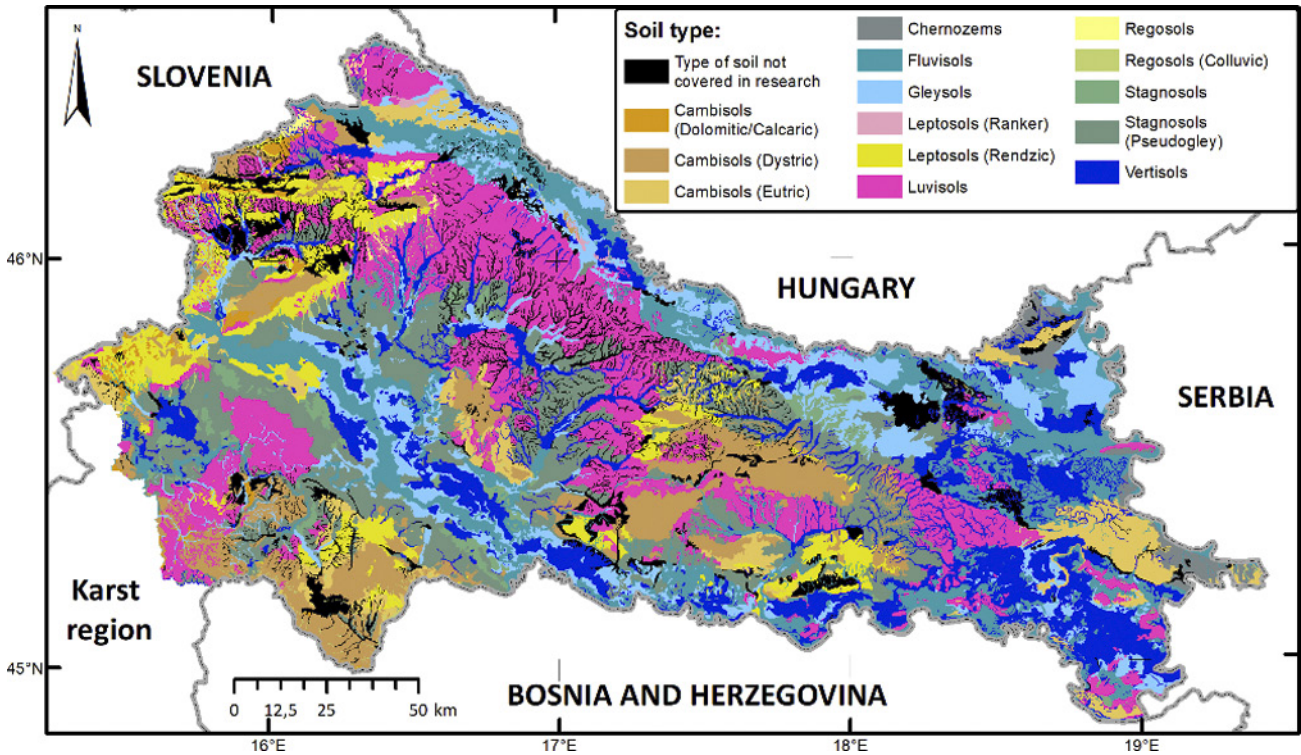 N
SLOVENIA
HUNGARY
SERBIA
Karst
region
BOSNIA AND HERZEGOVINA
Soil type:
Type of soil not
covered in research
Cambisols
(Dolomitic/Calcaric)
Cambisols (Dystric)
Cambisols (Eutric)
Chernozems
Fluvisols
Gleysols
Leptosols (Ranker)
Leptosols (Rendzic)
Luvisols
Regosols
Regosols (Colluvic)
Stagnosols
Stagnosols
(Pseudogley)
Vertisols
46°N
45°N
0 12,5 25 50 km
16°E 17°E 18°E 19°E